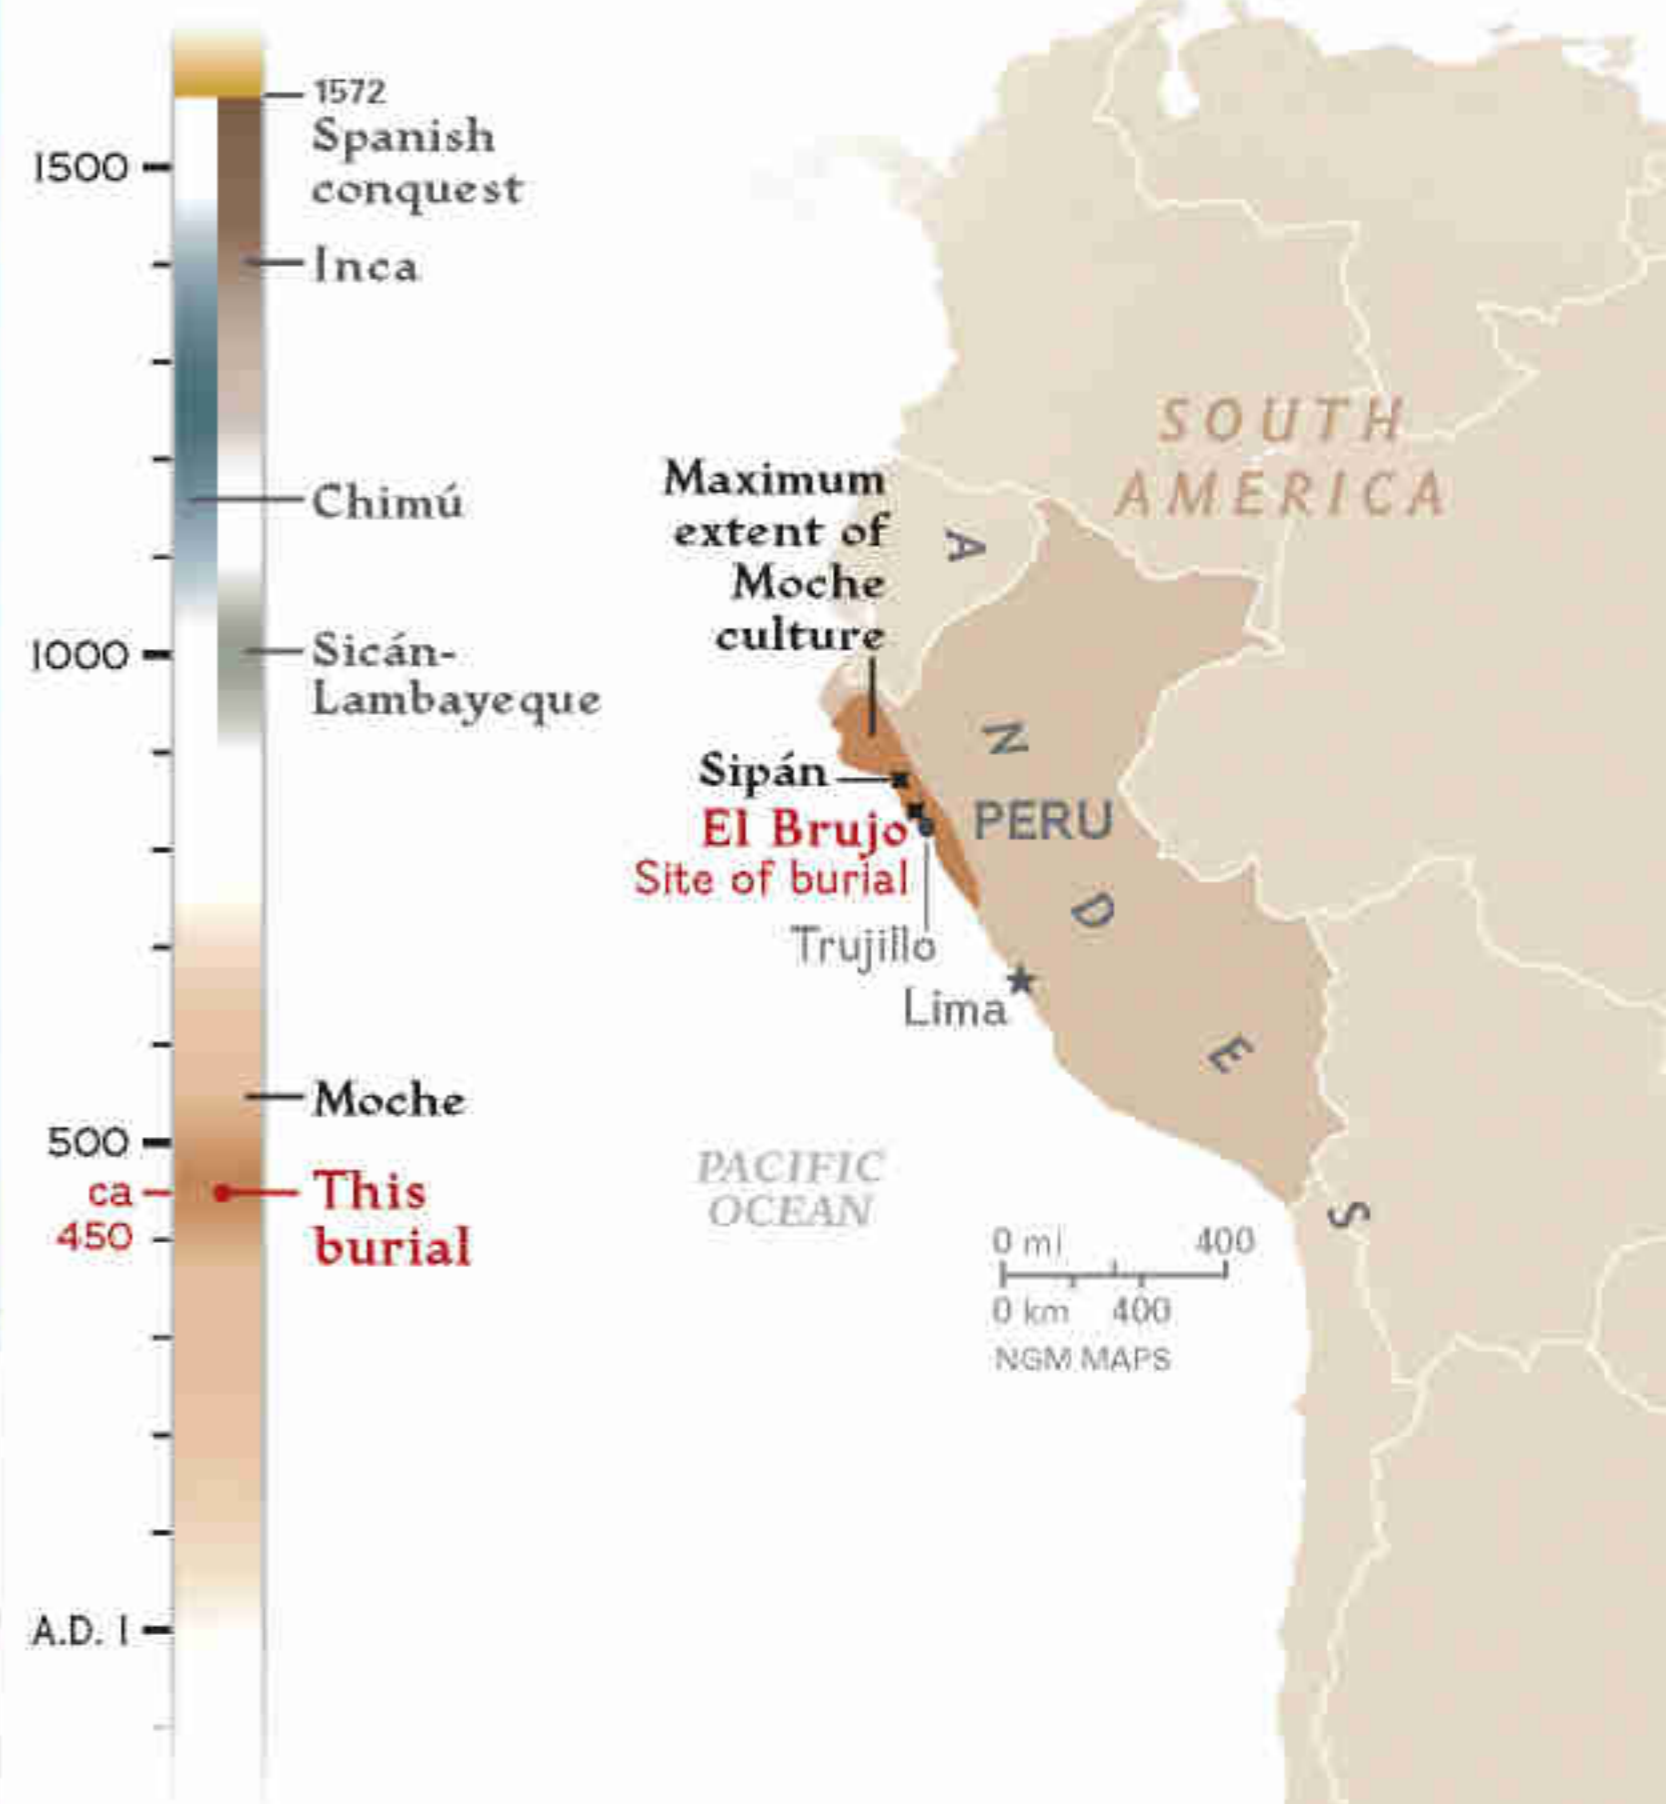 1572
Spanish
conquest
1500
Inca
Chimú
1000
Sicán-
Lambayeque
Moche
500
ca
450
This
burial
A.D. 1
SOUTH
AMERICA
Maximum
extent of
Moche
culture
Sipán
El Brujo
Site of burial
Trujillo
Lima
PERU
A
N
D
E
S
PACIFIC
OCEAN
0 mi 400
0 km 400
NGM MAPS